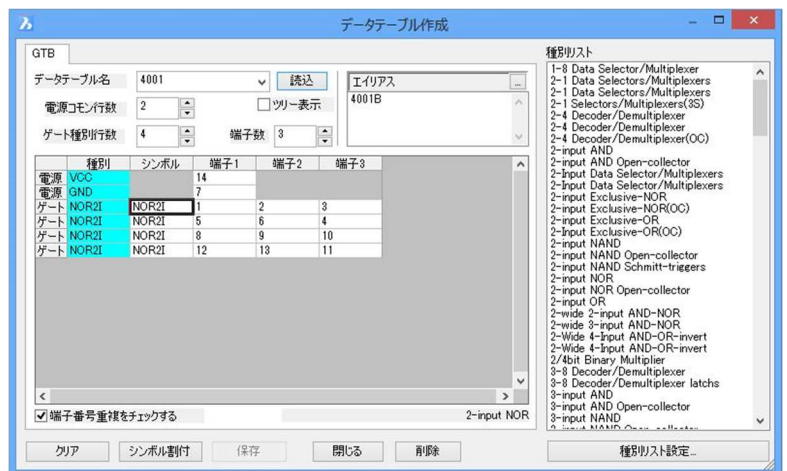 データテーブル作成
GTB
データテーブル名 4001 読込
エイリアス ...
4001B
電源コモン行数 2 ツリー表示
ゲート種別行数 4 端子数 3
種別 シンボル 端子1 端子2 端子3
電源 VCC 14
電源 GND 7
ゲート NOR2I NOR2I 1 2 3
ゲート NOR2I NOR2I 5 6 4
ゲート NOR2I NOR2I 8 9 10
ゲート NOR2I NOR2I 12 13 11
端子番号重複をチェックする 2-input NOR
クリア シンボル割付 保存 閉じる 削除
種別リスト
1-8 Data Selector/Multiplexer
2-1 Data Selectors/Multiplexers
2-1 Data Selectors/Multiplexers
2-1 Selectors/Multiplexers(3S)
2-4 Decoder/Demultiplexer
2-4 Decoder/Demultiplexer
2-4 Decoder/Demultiplexer(OC)
2-input AND
2-input AND Open-collector
2-Input Data Selector/Multiplexers
2-Input Data Selector/Multiplexers
2-input Exclusive-NOR
2-input Exclusive-NOR(OC)
2-input Exclusive-OR
2-Input Exclusive-OR(OC)
2-input NAND
2-input NAND Open-collector
2-input NAND Schmitt-triggers
2-input NOR
2-input NOR Open-collector
2-input OR
2-wide 2-input AND-NOR
2-wide 3-input AND-NOR
2-Wide 4-Input AND-OR-invert
2-Wide 4-Input AND-OR-invert
2/4bit Binary Multiplier
3-8 Decoder/Demultiplexer
3-8 Decoder/Demultiplexer latchs
3-input AND
3-input AND Open-collector
3-input NAND
3-input NAND Open-collector
種別リスト設定...